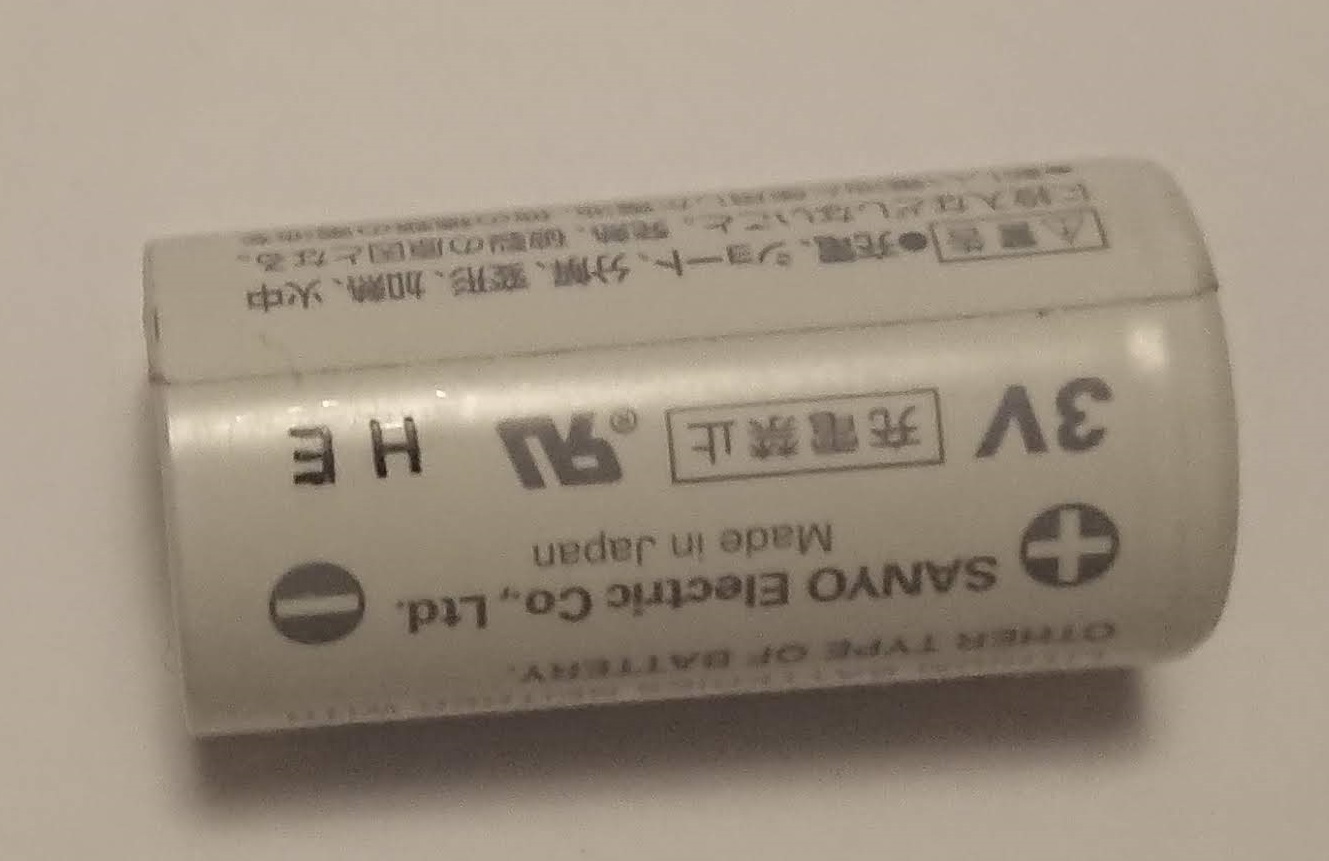 OTHER TYPE OF BATTERY.
+ SANYO Electric Co., Ltd. −
Made in Japan
3V 充電禁止 UR® H E
⚠警告 ●充電、ショート、分解、変形、加熱、火中
に投入などしないこと。発熱、破裂の原因となる。